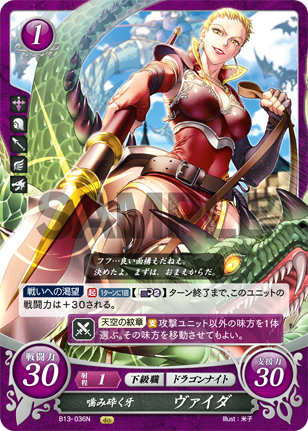 1
SAMPLE
フフ…良い面構えだねえ。
決めたよ。まずは、おまえからだ。
戦いへの渇望 起 1ターンに1回 ターン終了まで、このユニットの
戦闘力は+30される。
天空の紋章 支 攻撃ユニット以外の味方を1体
選ぶ。その味方を移動させてもよい。
戦闘力
30
射程 1 下級職 ドラゴンナイト
噛み砕く牙 ヴァイダ
支援力
30
B13-036N
Illust:米子